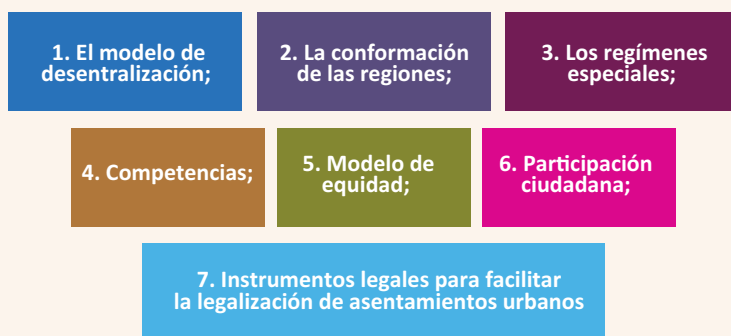 1. El modelo de
desentralización;
2. La conformación
de las regiones;
3. Los regímenes
especiales;
4. Competencias;
5. Modelo de
equidad;
6. Participación
ciudadana;
7. Instrumentos legales para facilitar
la legalización de asentamientos urbanos